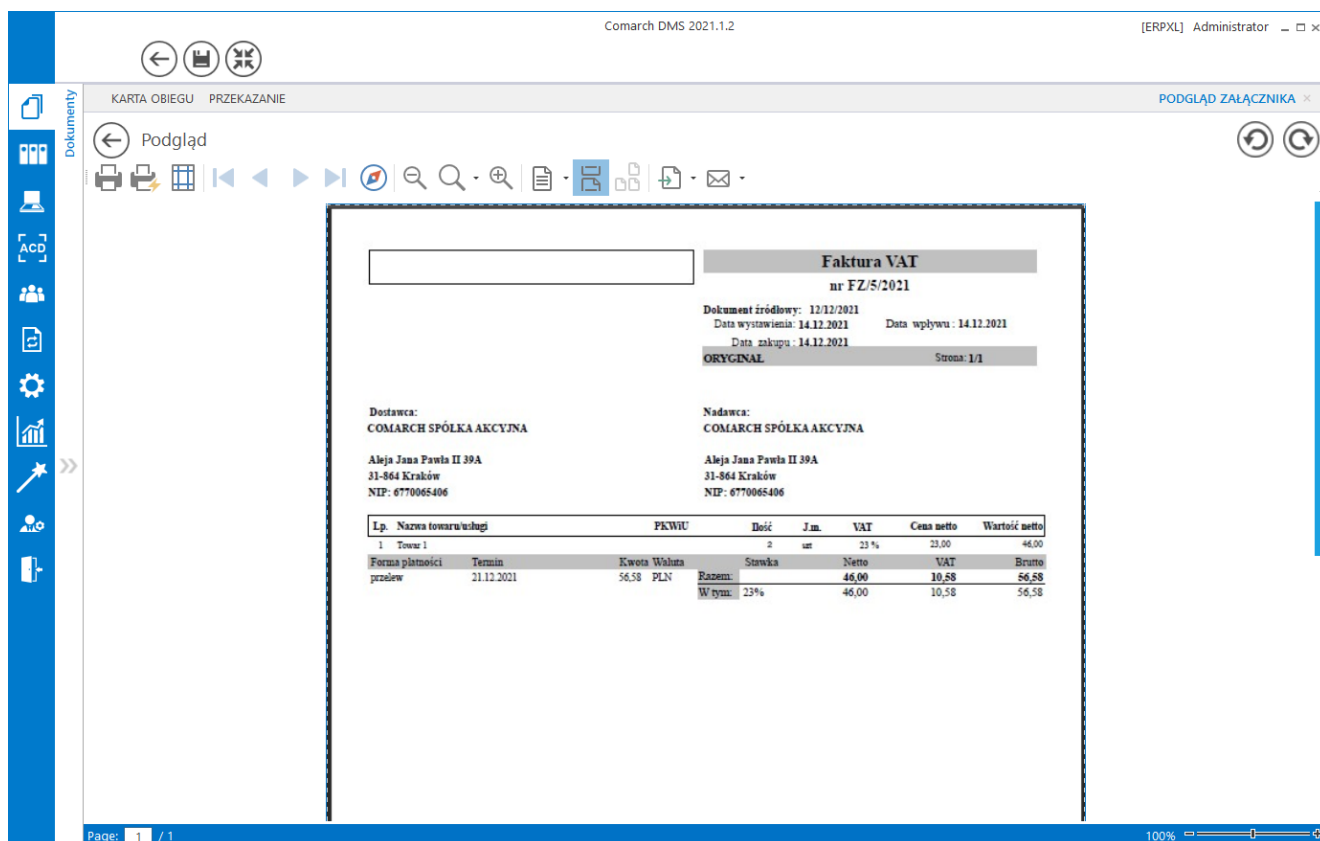 Comarch DMS 2021.1.2
[ERPXL] Administrator
Dokumenty
KARTA OBIEGU PRZEKAZANIE
PODGLĄD ZAŁĄCZNIKA
Podgląd
ACD
Faktura VAT
nr FZ/5/2021
Dokument źródłowy: 12/12/2021
Data wystawienia: 14.12.2021 Data wpływu : 14.12.2021
Data zakupu : 14.12.2021
ORYGINAŁ Strona: 1/1
Dostawca: Nadawca:
COMARCH SPÓŁKA AKCYJNA COMARCH SPÓŁKA AKCYJNA
Aleja Jana Pawła II 39A Aleja Jana Pawła II 39A
31-864 Kraków 31-864 Kraków
NIP: 6770065406 NIP: 6770065406
Lp. Nazwa towaru/usługi PKWiU Ilość J.m. VAT Cena netto Wartość netto
1 Towar 1 2 szt 23 % 23,00 46,00
Forma płatności Termin Kwota Waluta Stawka Netto VAT Brutto
przelew 21.12.2021 56,58 PLN Razem: 46,00 10,58 56,58
W tym: 23% 46,00 10,58 56,58
Page: 1 / 1
100%